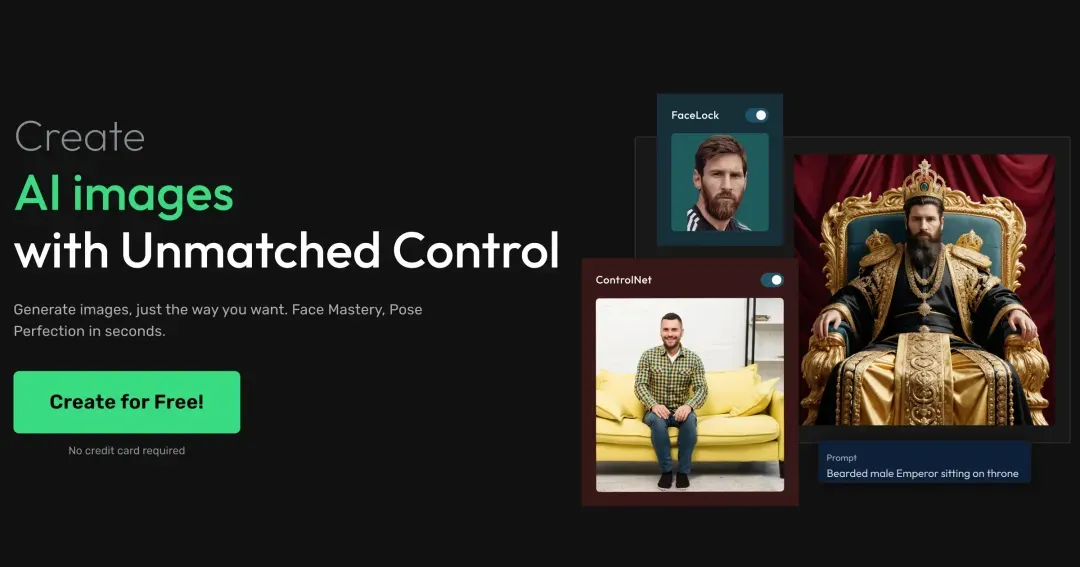 Create
AI images
with Unmatched Control
Generate images, just the way you want. Face Mastery, Pose
Perfection in seconds.
Create for Free!
No credit card required
FaceLock
ControlNet
Prompt
Bearded male Emperor sitting on throne